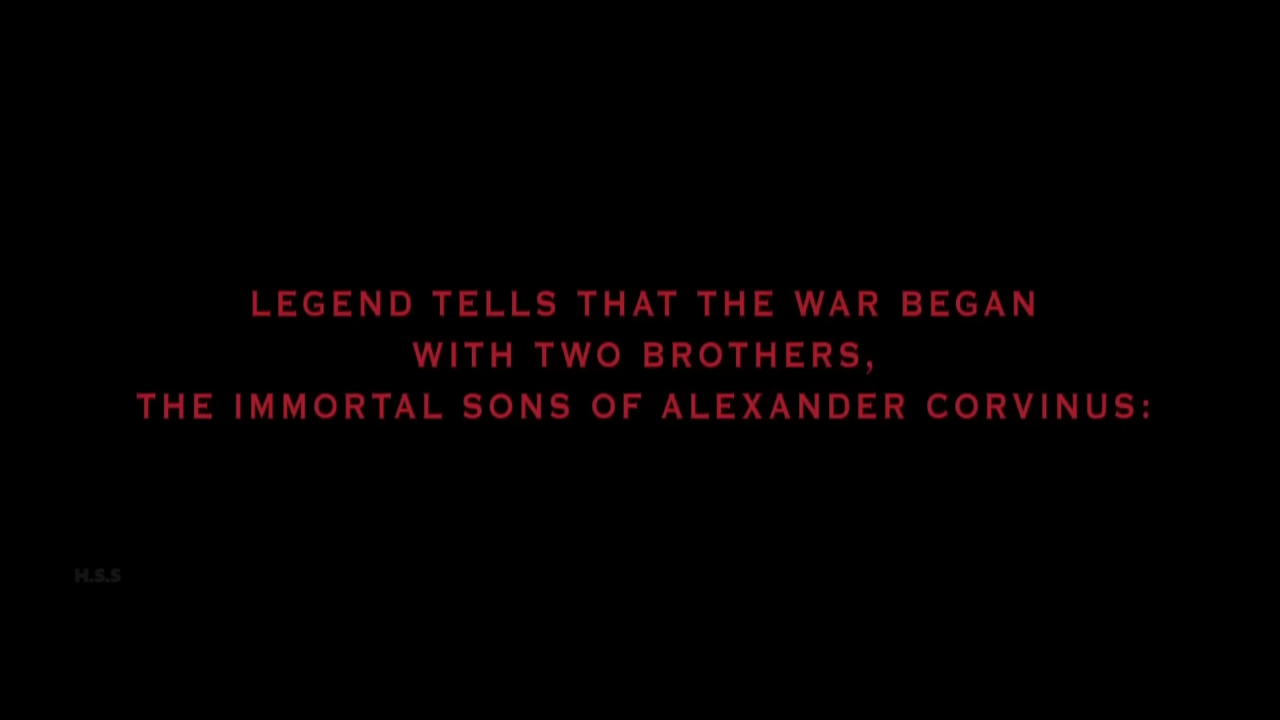 LEGEND TELLS THAT THE WAR BEGAN
WITH TWO BROTHERS,
THE IMMORTAL SONS OF ALEXANDER CORVINUS:
H.S.S